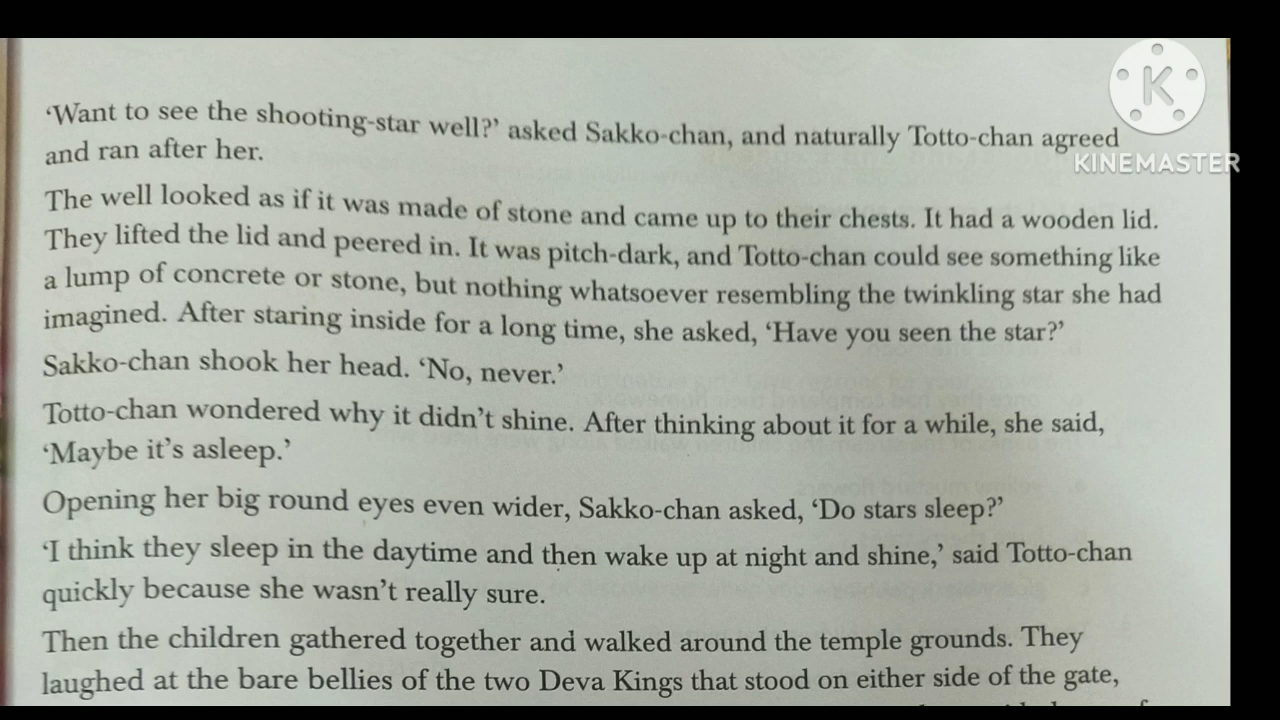 ‘Want to see the shooting-star well?’ asked Sakko-chan, and naturally Totto-chan agreed
and ran after her.
The well looked as if it was made of stone and came up to their chests. It had a wooden lid.
They lifted the lid and peered in. It was pitch-dark, and Totto-chan could see something like
a lump of concrete or stone, but nothing whatsoever resembling the twinkling star she had
imagined. After staring inside for a long time, she asked, ‘Have you seen the star?’
Sakko-chan shook her head. ‘No, never.’
Totto-chan wondered why it didn’t shine. After thinking about it for a while, she said,
‘Maybe it’s asleep.’
Opening her big round eyes even wider, Sakko-chan asked, ‘Do stars sleep?’
‘I think they sleep in the daytime and then wake up at night and shine,’ said Totto-chan
quickly because she wasn’t really sure.
Then the children gathered together and walked around the temple grounds. They
laughed at the bare bellies of the two Deva Kings that stood on either side of the gate,
K
KINEMASTER